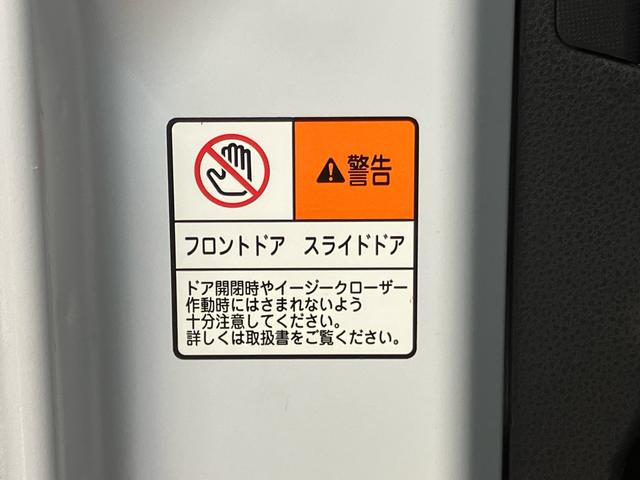 ⚠警告
フロントドア スライドドア
ドア開閉時やイージークローザー
作動時にはさまれないよう
十分注意してください。
詳しくは取扱書をご覧ください。